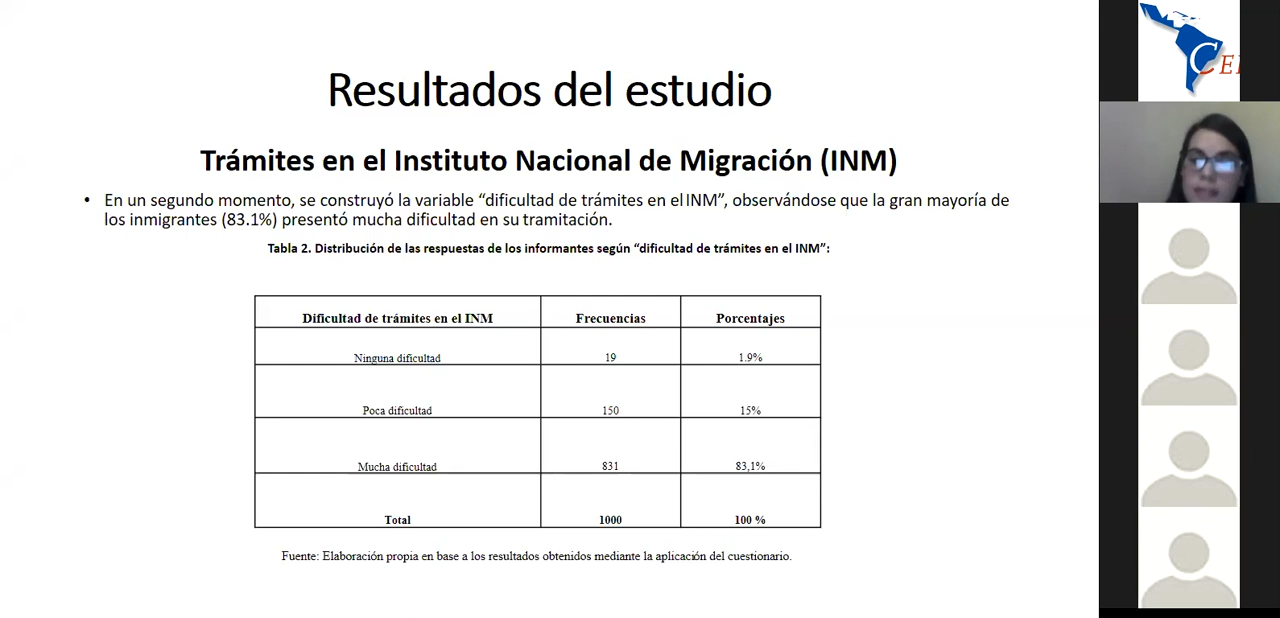 Resultados del estudio
Trámites en el Instituto Nacional de Migración (INM)
• En un segundo momento, se construyó la variable “dificultad de trámites en el INM”, observándose que la gran mayoría de
los inmigrantes (83.1%) presentó mucha dificultad en su tramitación.
Tabla 2. Distribución de las respuestas de los informantes según “dificultad de trámites en el INM”:
Dificultad de trámites en el INM Frecuencias Porcentajes
Ninguna dificultad 19 1.9%
Poca dificultad 150 15%
Mucha dificultad 831 83,1%
Total 1000 100 %
Fuente: Elaboración propia en base a los resultados obtenidos mediante la aplicación del cuestionario.